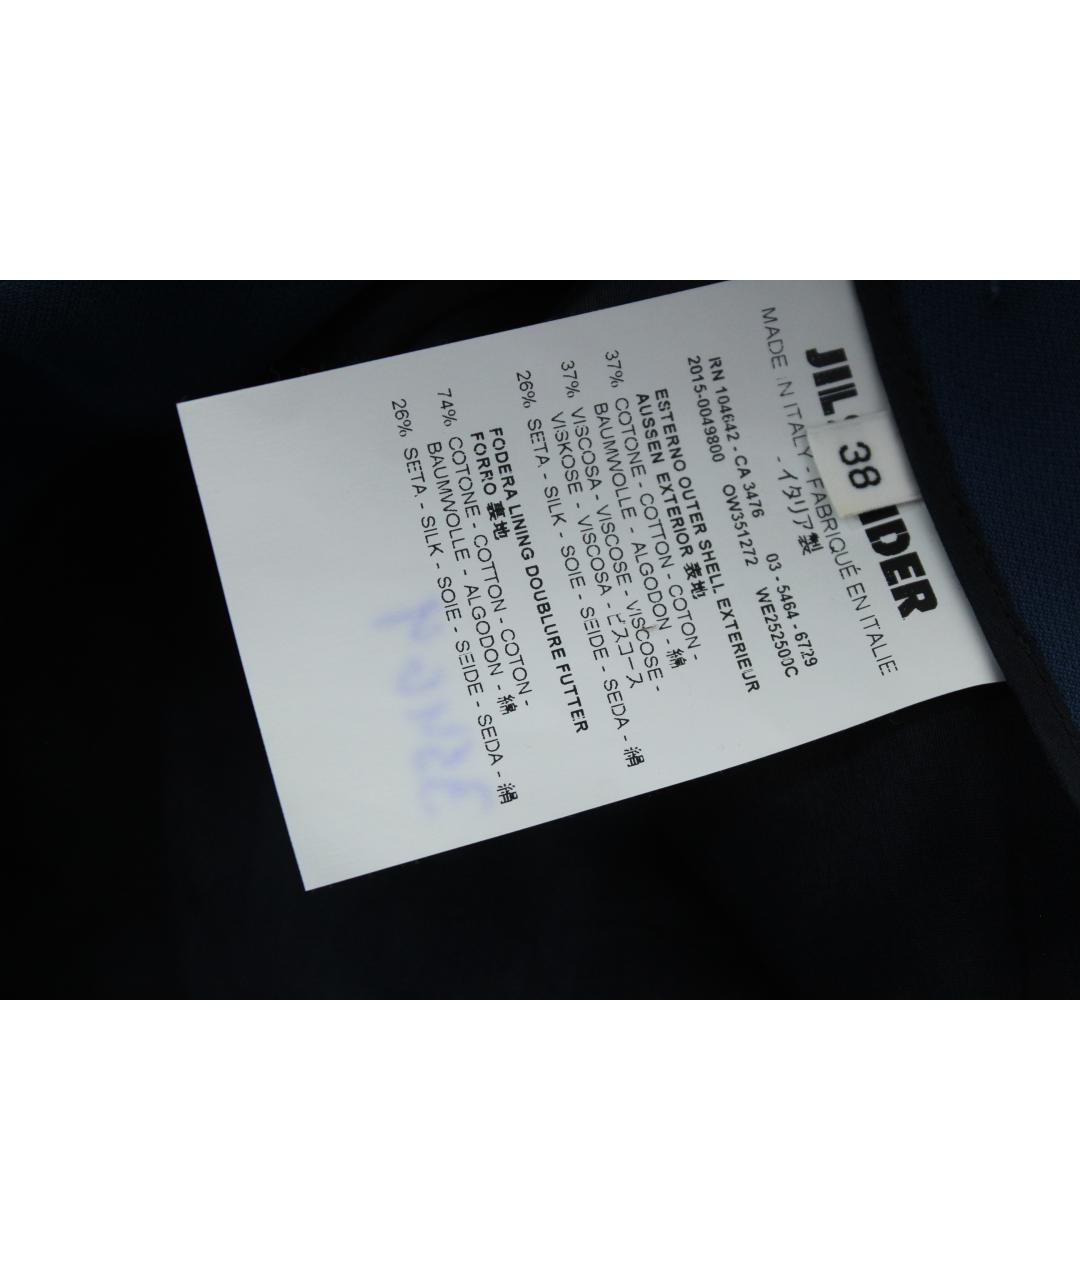 JIL S NDER
38
MADE IN ITALY - FABRIQUÉ EN ITALIE
- イタリア製
RN 104642 - CA 3476 03 - 5464 - 6729
2015-0049800 OW351272 WE252500C
ESTERNO OUTER SHELL EXTERIEUR
AUSSEN EXTERIOR 表地
37% COTONE - COTTON - COTON -
BAUMWOLLE - ALGODON - 綿
37% VISCOSA - VISCOSE - VISCOSE -
VISKOSE - VISCOSA - ビスコース
26% SETA - SILK - SOIE - SEIDE - SEDA - 絹
FODERA LINING DOUBLURE FUTTER
FORRO 裏地
74% COTONE - COTTON - COTON -
BAUMWOLLE - ALGODON - 綿
26% SETA - SILK - SOIE - SEIDE - SEDA - 絹